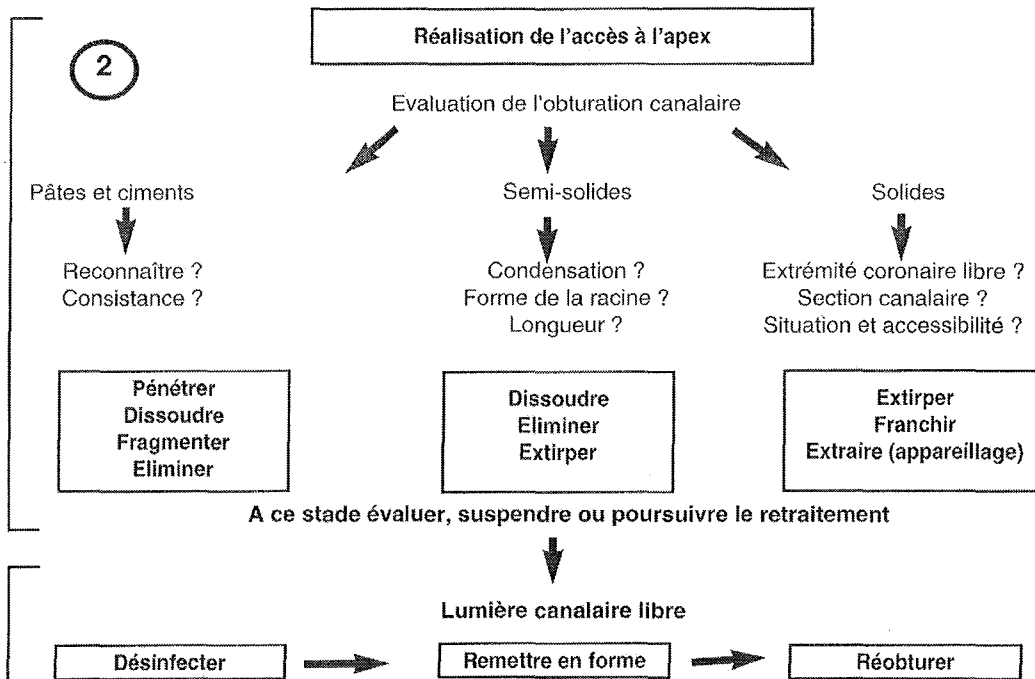 Réalisation de l'accès à l'apex
2
Evaluation de l'obturation canalaire
Pâtes et ciments
Semi-solides
Solides
Reconnaître ?
Consistance ?
Condensation ?
Forme de la racine ?
Longueur ?
Extrémité coronaire libre ?
Section canalaire ?
Situation et accessibilité ?
Pénétrer
Dissoudre
Fragmenter
Eliminer
Dissoudre
Eliminer
Extirper
Extirper
Franchir
Extraire (appareillage)
A ce stade évaluer, suspendre ou poursuivre le retraitement
Lumière canalaire libre
Désinfecter
Remettre en forme
Réobturer